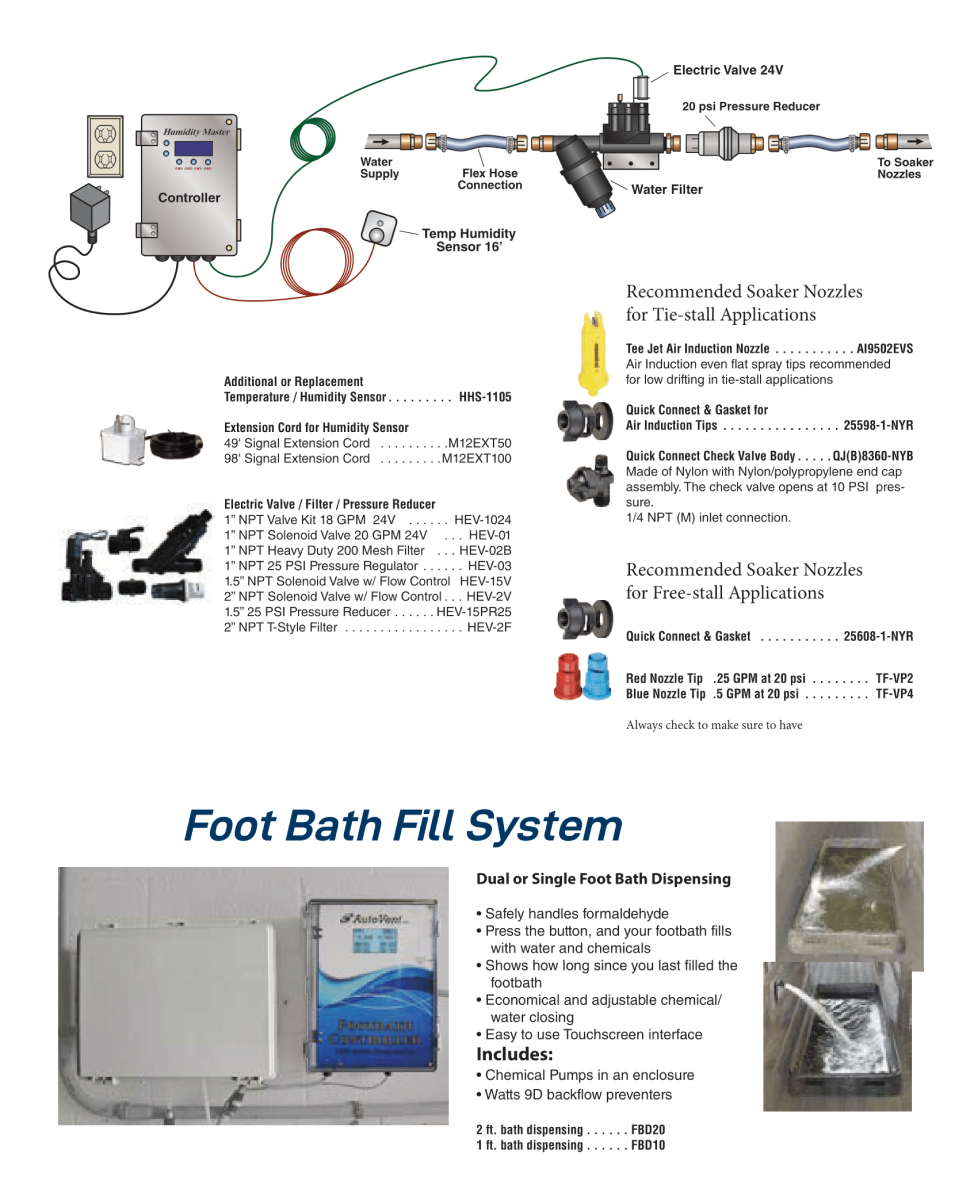 Electric Valve 24V
20 psi Pressure Reducer
Humidity Master
Controller
Water
Supply
Flex Hose
Connection
To Soaker
Nozzles
Water Filter
Temp Humidity
Sensor 16’
Recommended Soaker Nozzles
for Tie-stall Applications
Tee Jet Air Induction Nozzle . . . . . . . . . . . AI9502EVS
Air Induction even flat spray tips recommended
for low drifting in tie-stall applications
Quick Connect & Gasket for
Air Induction Tips . . . . . . . . . . . . . . . . 25598-1-NYR
Quick Connect Check Valve Body . . . . . QJ(B)8360-NYB
Made of Nylon with Nylon/polypropylene end cap
assembly. The check valve opens at 10 PSI pres-
sure.
1/4 NPT (M) inlet connection.
Additional or Replacement
Temperature / Humidity Sensor . . . . . . . . . HHS-1105
Extension Cord for Humidity Sensor
49' Signal Extension Cord . . . . . . . . . .M12EXT50
98' Signal Extension Cord . . . . . . . . .M12EXT100
Electric Valve / Filter / Pressure Reducer
1” NPT Valve Kit 18 GPM 24V . . . . . . HEV-1024
1” NPT Solenoid Valve 20 GPM 24V . . . HEV-01
1” NPT Heavy Duty 200 Mesh Filter . . . HEV-02B
1” NPT 25 PSI Pressure Regulator . . . . . . HEV-03
1.5” NPT Solenoid Valve w/ Flow Control HEV-15V
2” NPT Solenoid Valve w/ Flow Control . . . HEV-2V
1.5” 25 PSI Pressure Reducer . . . . . . HEV-15PR25
2” NPT T-Style Filter . . . . . . . . . . . . . . . . . HEV-2F
Recommended Soaker Nozzles
for Free-stall Applications
Quick Connect & Gasket . . . . . . . . . . . 25608-1-NYR
Red Nozzle Tip .25 GPM at 20 psi . . . . . . . . TF-VP2
Blue Nozzle Tip .5 GPM at 20 psi . . . . . . . . . TF-VP4
Always check to make sure to have
Foot Bath Fill System
AutoVent
FOOTBATH
CONTROLLER
Dual or Single Foot Bath Dispensing
• Safely handles formaldehyde
• Press the button, and your footbath fills
with water and chemicals
• Shows how long since you last filled the
footbath
• Economical and adjustable chemical/
water closing
• Easy to use Touchscreen interface
Includes:
• Chemical Pumps in an enclosure
• Watts 9D backflow preventers
2 ft. bath dispensing . . . . . . FBD20
1 ft. bath dispensing . . . . . . FBD10